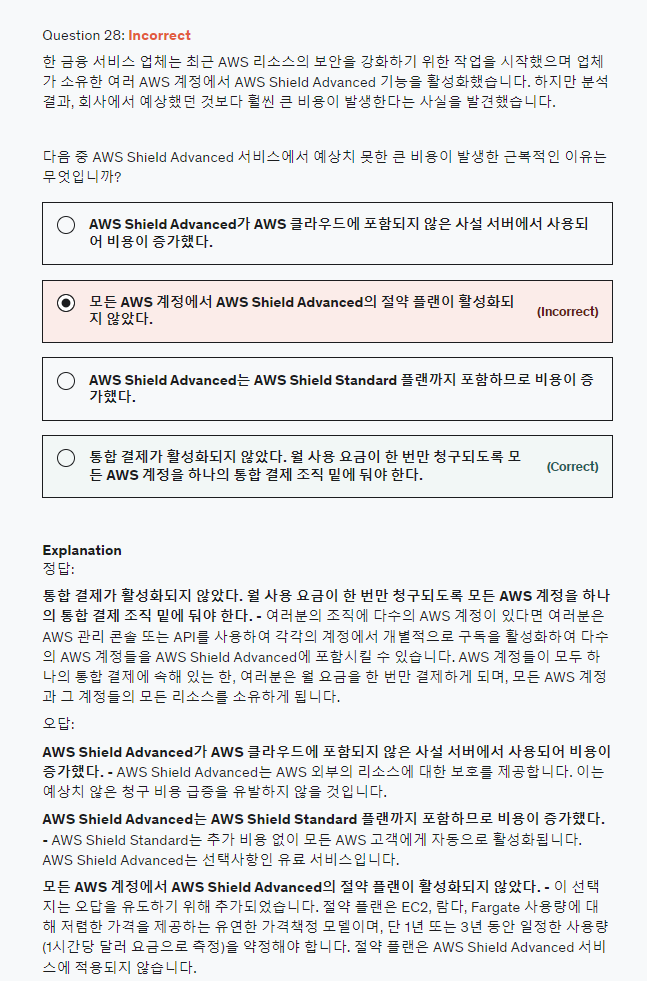 Question 28: Incorrect
한 금융 서비스 업체는 최근 AWS 리소스의 보안을 강화하기 위한 작업을 시작했으며 업체
가 소유한 여러 AWS 계정에서 AWS Shield Advanced 기능을 활성화했습니다. 하지만 분석
결과, 회사에서 예상했던 것보다 훨씬 큰 비용이 발생한다는 사실을 발견했습니다.
다음 중 AWS Shield Advanced 서비스에서 예상치 못한 큰 비용이 발생한 근복적인 이유는
무엇입니까?
AWS Shield Advanced가 AWS 클라우드에 포함되지 않은 사설 서버에서 사용되
어 비용이 증가했다.
모든 AWS 계정에서 AWS Shield Advanced의 절약 플랜이 활성화되
지 않았다.
(Incorrect)
AWS Shield Advanced는 AWS Shield Standard 플랜까지 포함하므로 비용이 증
가했다.
통합 결제가 활성화되지 않았다. 월 사용 요금이 한 번만 청구되도록 모
든 AWS 계정을 하나의 통합 결제 조직 밑에 둬야 한다.
(Correct)
Explanation
정답:
통합 결제가 활성화되지 않았다. 월 사용 요금이 한 번만 청구되도록 모든 AWS 계정을 하나
의 통합 결제 조직 밑에 둬야 한다. - 여러분의 조직에 다수의 AWS 계정이 있다면 여러분은
AWS 관리 콘솔 또는 API를 사용하여 각각의 계정에서 개별적으로 구독을 활성화하여 다수
의 AWS 계정들을 AWS Shield Advanced에 포함시킬 수 있습니다. AWS 계정들이 모두 하
나의 통합 결제에 속해 있는 한, 여러분은 월 요금을 한 번만 결제하게 되며, 모든 AWS 계정
과 그 계정들의 모든 리소스를 소유하게 됩니다.
오답:
AWS Shield Advanced가 AWS 클라우드에 포함되지 않은 사설 서버에서 사용되어 비용이
증가했다. - AWS Shield Advanced는 AWS 외부의 리소스에 대한 보호를 제공합니다. 이는
예상치 않은 청구 비용 급증을 유발하지 않을 것입니다.
AWS Shield Advanced는 AWS Shield Standard 플랜까지 포함하므로 비용이 증가했다.
- AWS Shield Standard는 추가 비용 없이 모든 AWS 고객에게 자동으로 활성화됩니다.
AWS Shield Advanced는 선택사항인 유료 서비스입니다.
모든 AWS 계정에서 AWS Shield Advanced의 절약 플랜이 활성화되지 않았다. - 이 선택
지는 오답을 유도하기 위해 추가되었습니다. 절약 플랜은 EC2, 람다, Fargate 사용량에 대
해 저렴한 가격을 제공하는 유연한 가격책정 모델이며, 단 1년 또는 3년 동안 일정한 사용량
(1시간당 달러 요금으로 측정)을 약정해야 합니다. 절약 플랜은 AWS Shield Advanced 서비
스에 적용되지 않습니다.